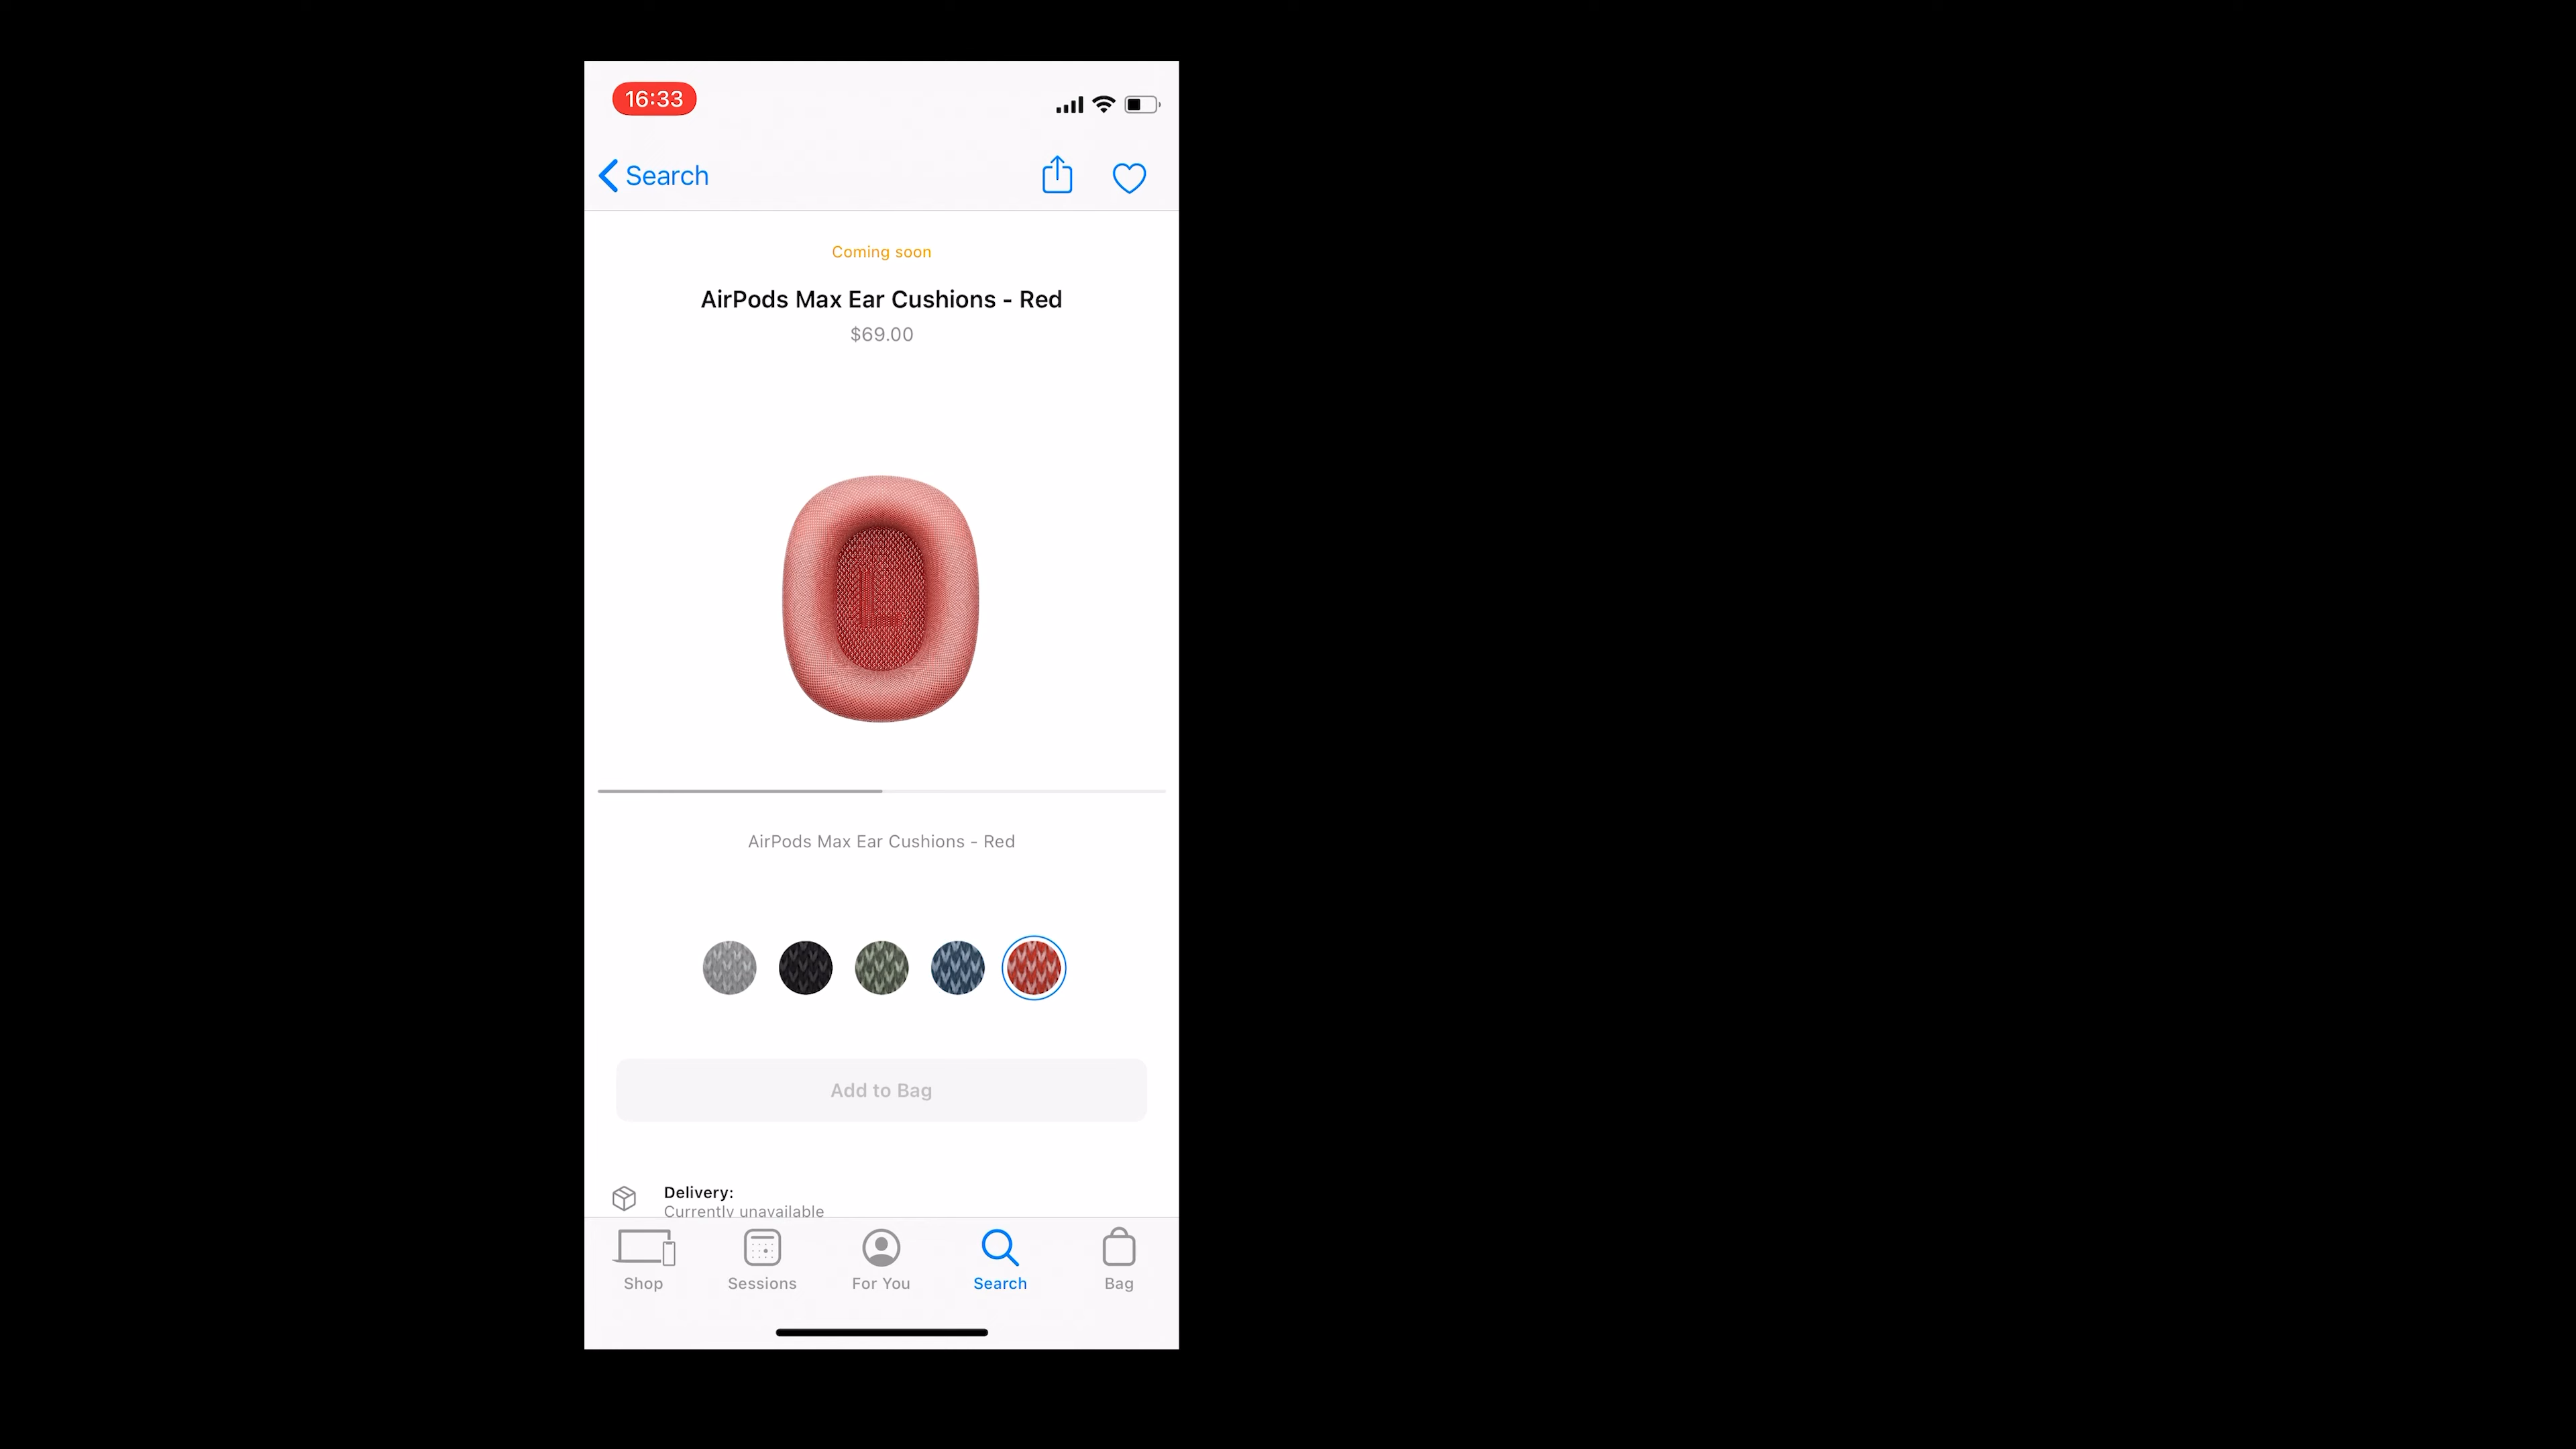 16:33
Search
Coming soon
AirPods Max Ear Cushions - Red
$69.00
L
AirPods Max Ear Cushions - Red
Add to Bag
Delivery:
Currently unavailable
Shop
Sessions
For You
Search
Bag